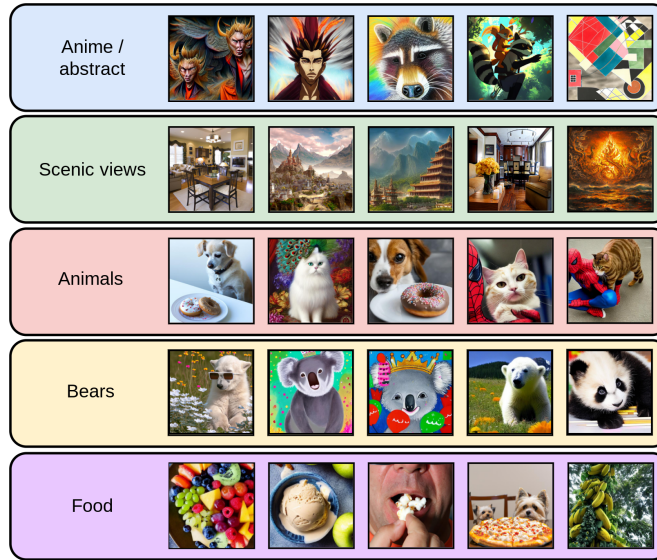 Anime /
abstract
Scenic views
Animals
Bears
Food